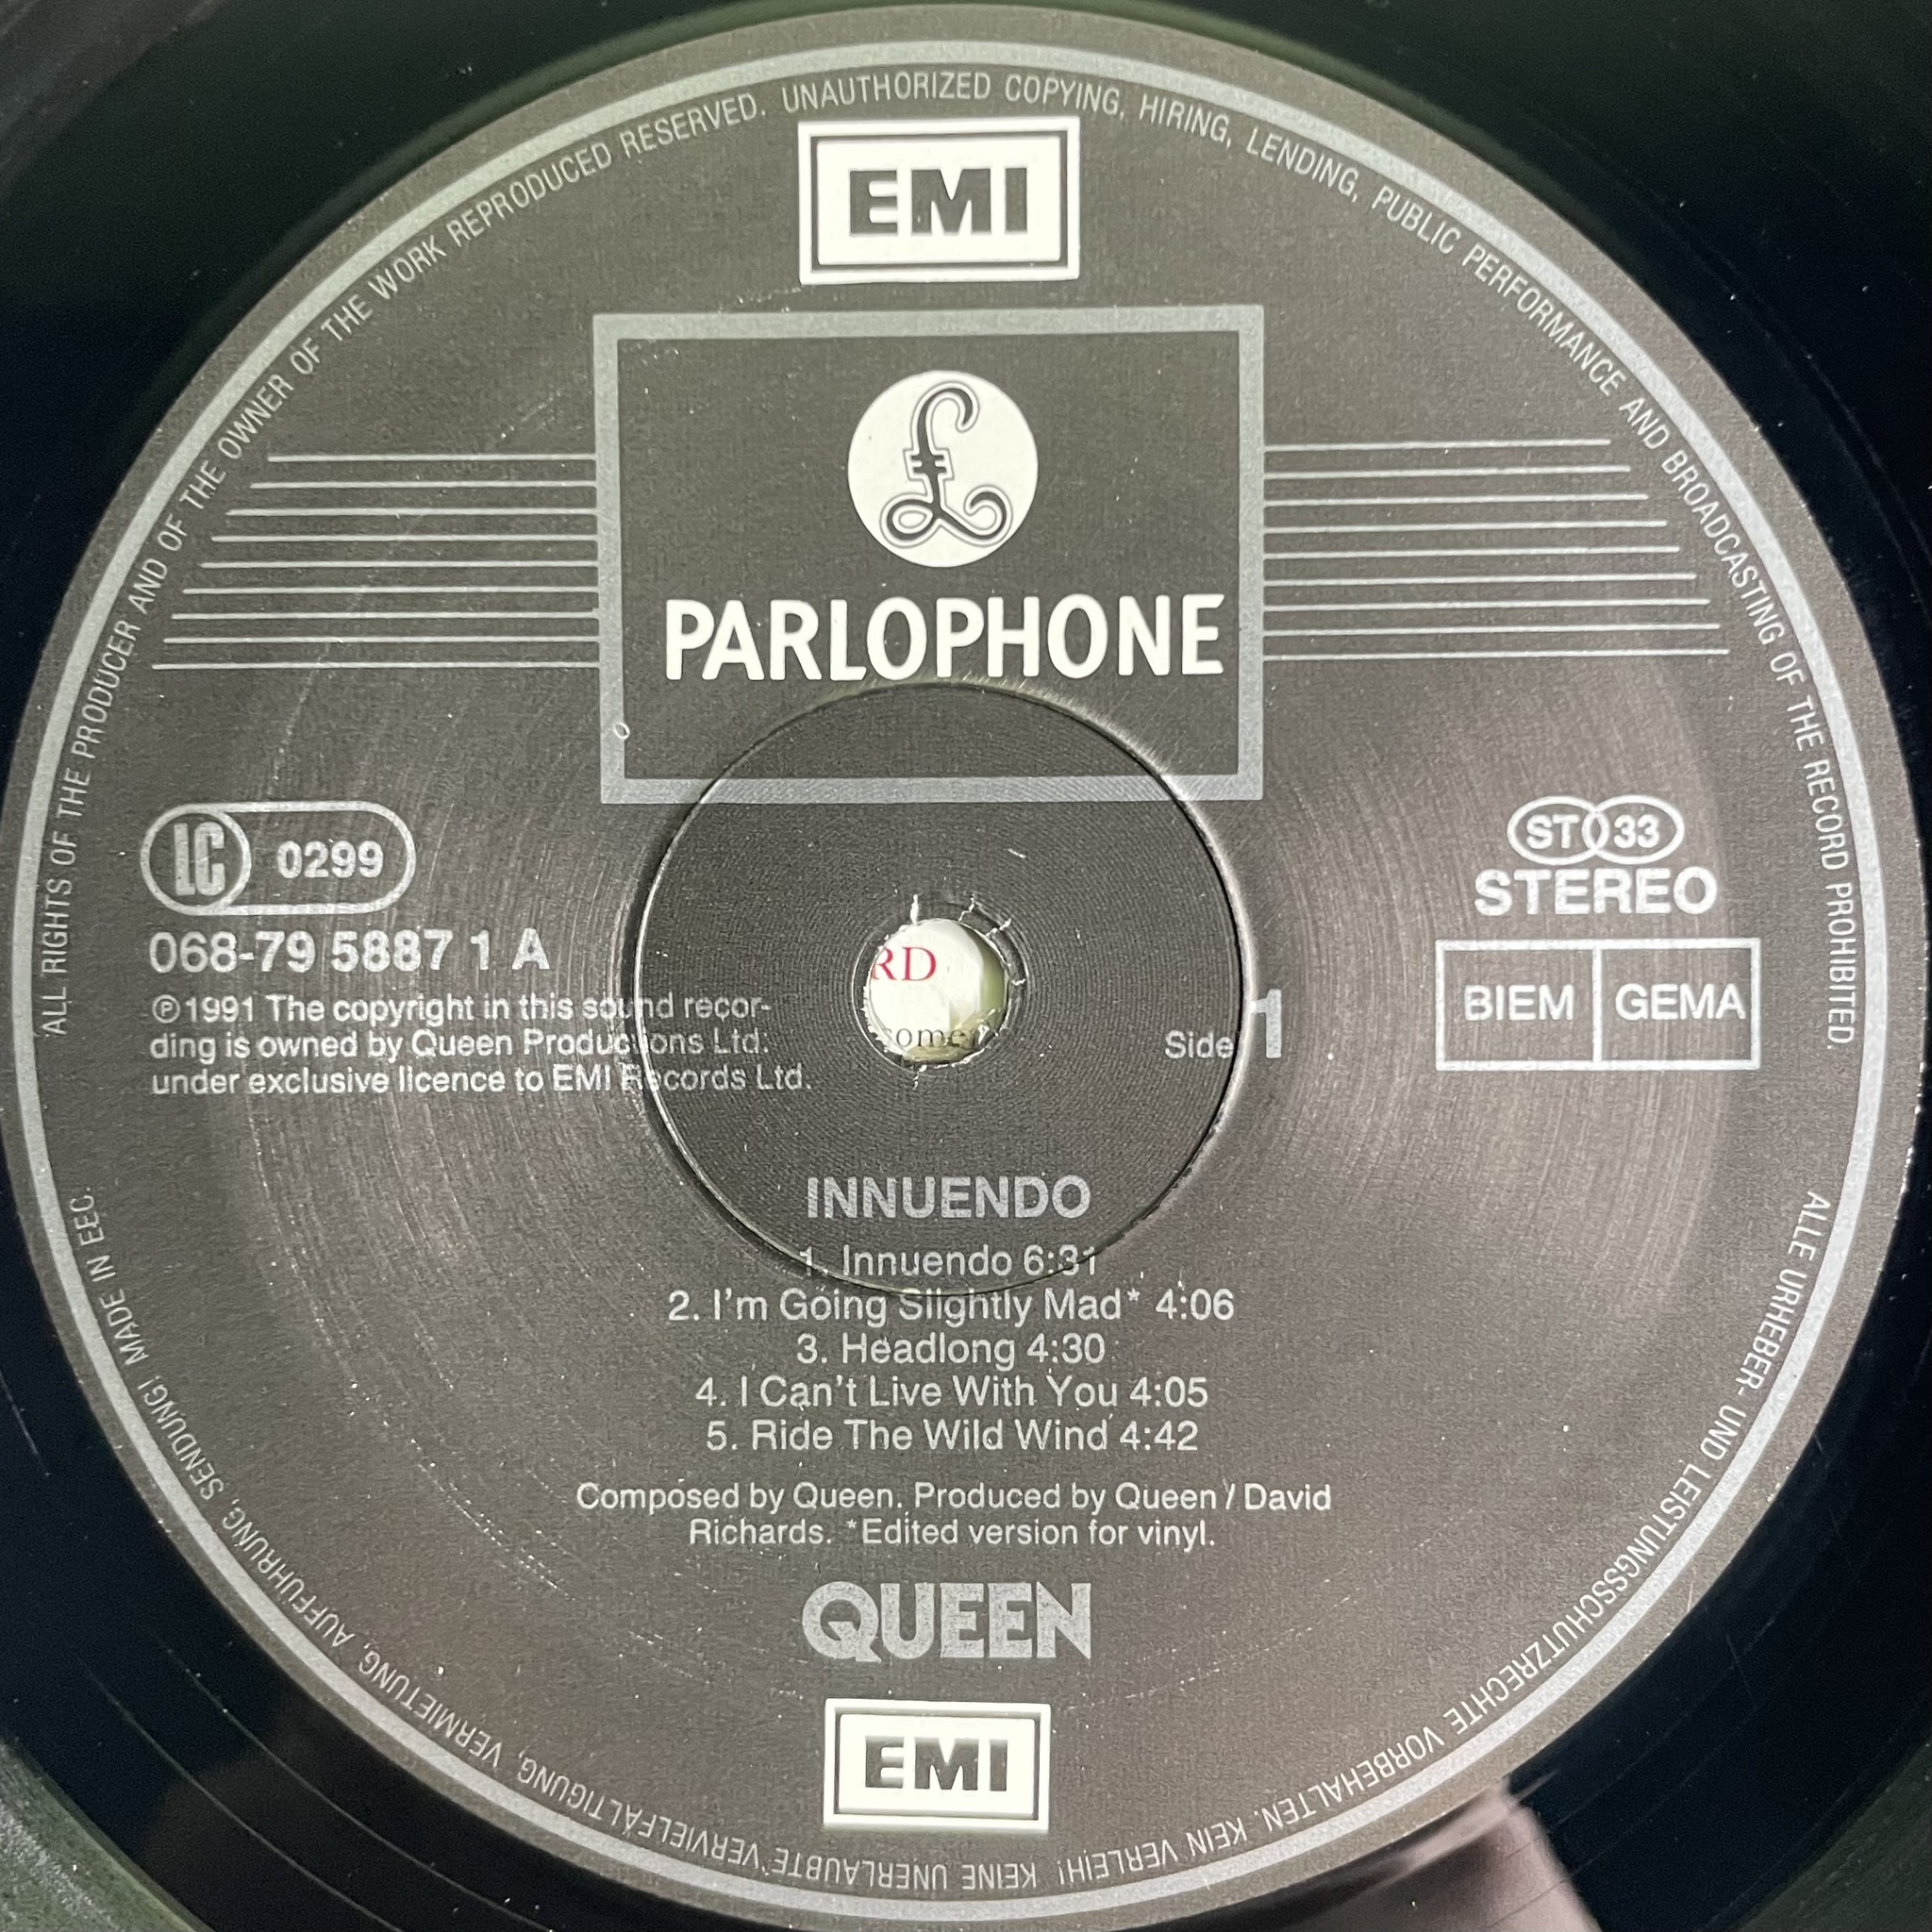 ALL RIGHTS OF THE PRODUCER AND OF THE OWNER OF THE WORK REPRODUCED RESERVED. UNAUTHORIZED COPYING, HIRING, LENDING, PUBLIC PERFORMANCE AND BROADCASTING OF THE RECORD PROHIBITED.
EMI
£
PARLOPHONE
LC 0299
ST 33
STEREO
068-79 5887 1 A
BIEM GEMA
℗1991 The copyright in this sound recor-
ding is owned by Queen Productions Ltd.
under exclusive licence to EMI Records Ltd.
RD
Side 1
INNUENDO
1. Innuendo 6:31
2. I'm Going Slightly Mad* 4:06
3. Headlong 4:30
4. I Can't Live With You 4:05
5. Ride The Wild Wind 4:42
Composed by Queen. Produced by Queen / David
Richards. *Edited version for vinyl.
QUEEN
EMI
ALLE URHEBER- UND LEISTUNGSSCHUTZRECHTE VORBEHALTEN. KEIN VERLEIH! KEINE UNERLAUBTE VERVIELFÄLTIGUNG, VERMIETUNG, AUFFÜHRUNG, SENDUNG! MADE IN EEC.